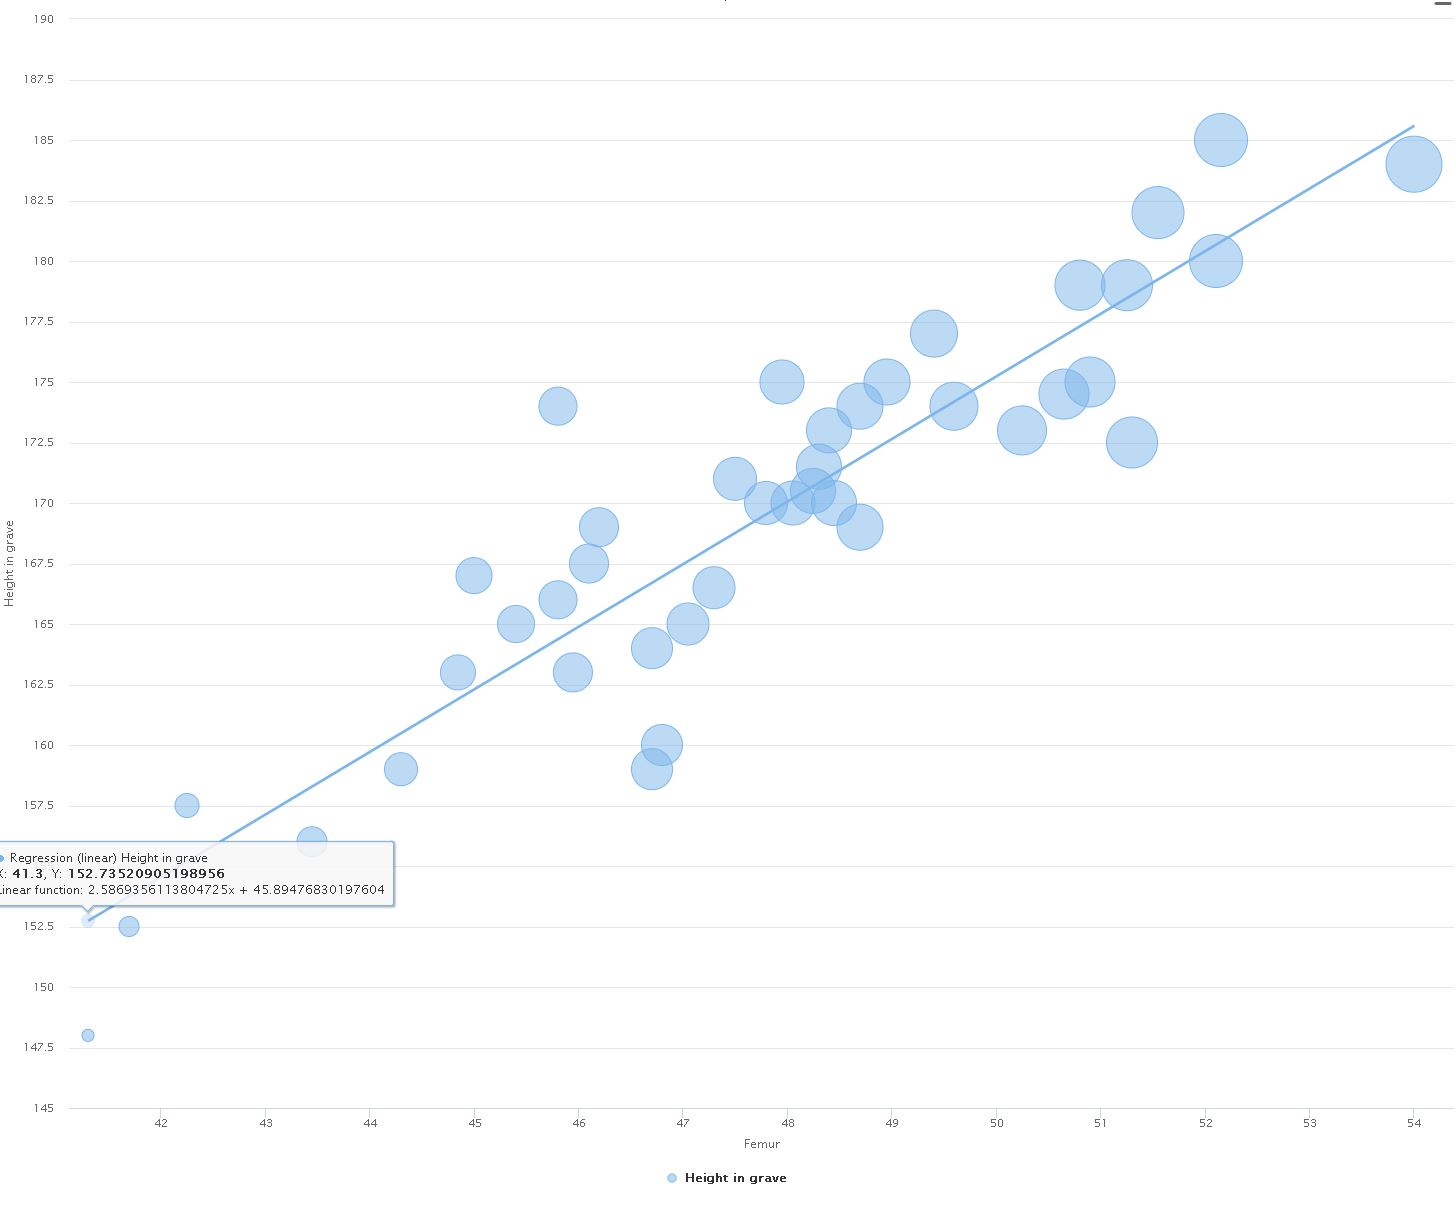 190
187.5
185
182.5
180
177.5
175
172.5
170
167.5
165
162.5
160
157.5
152.5
150
147.5
145
Height in grave
Regression (linear) Height in grave
X: 41.3, Y: 152.73520905198956
Linear function: 2.5869356113804725x + 45.89476830197604
42 43 44 45 46 47 48 49 50 51 52 53 54
Femur
Height in grave